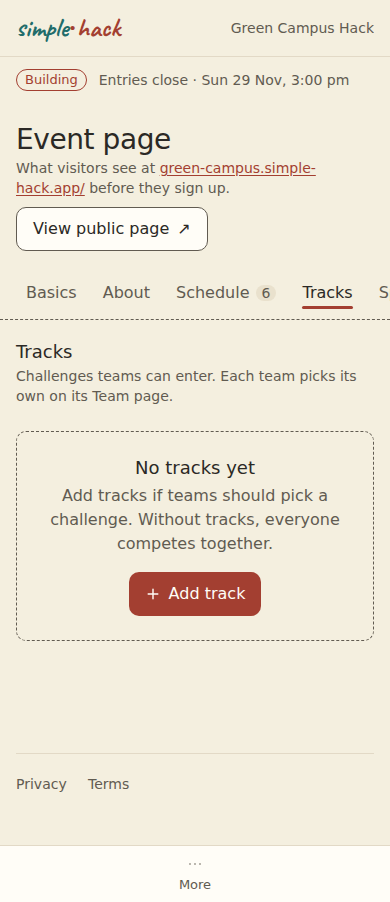 simple·hack
Green Campus Hack
Building
Entries close · Sun 29 Nov, 3:00 pm
Event page
What visitors see at green-campus.simple-
hack.app/ before they sign up.
View public page ↗
Basics
About
Schedule 6
Tracks
S
Tracks
Challenges teams can enter. Each team picks its
own on its Team page.
No tracks yet
Add tracks if teams should pick a
challenge. Without tracks, everyone
competes together.
+ Add track
Privacy
Terms
...
More